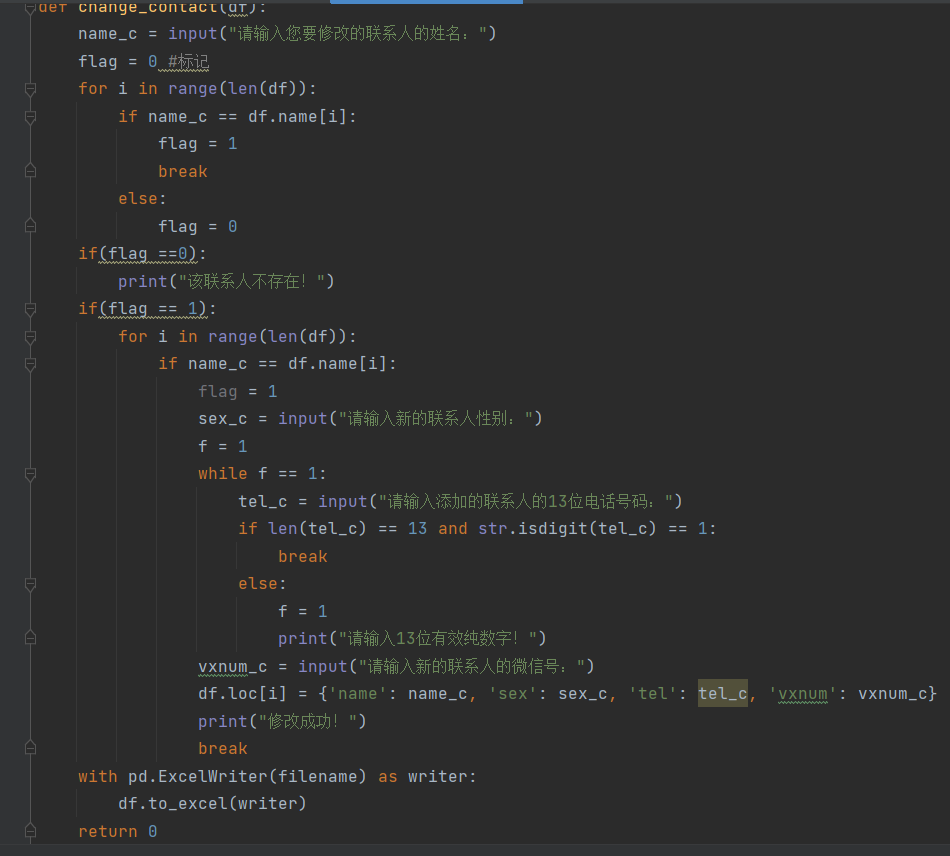 def change_contact(df):
    name_c = input("请输入您要修改的联系人的姓名：")
    flag = 0 #标记
    for i in range(len(df)):
        if name_c == df.name[i]:
            flag = 1
            break
        else:
            flag = 0
    if(flag ==0):
        print("该联系人不存在！")
    if(flag == 1):
        for i in range(len(df)):
            if name_c == df.name[i]:
                flag = 1
                sex_c = input("请输入新的联系人性别：")
                f = 1
                while f == 1:
                    tel_c = input("请输入添加的联系人的13位电话号码：")
                    if len(tel_c) == 13 and str.isdigit(tel_c) == 1:
                        break
                    else:
                        f = 1
                        print("请输入13位有效纯数字！")
                vxnum_c = input("请输入新的联系人的微信号：")
                df.loc[i] = {'name': name_c, 'sex': sex_c, 'tel': tel_c, 'vxnum': vxnum_c}
                print("修改成功！")
                break
    with pd.ExcelWriter(filename) as writer:
        df.to_excel(writer)
    return 0